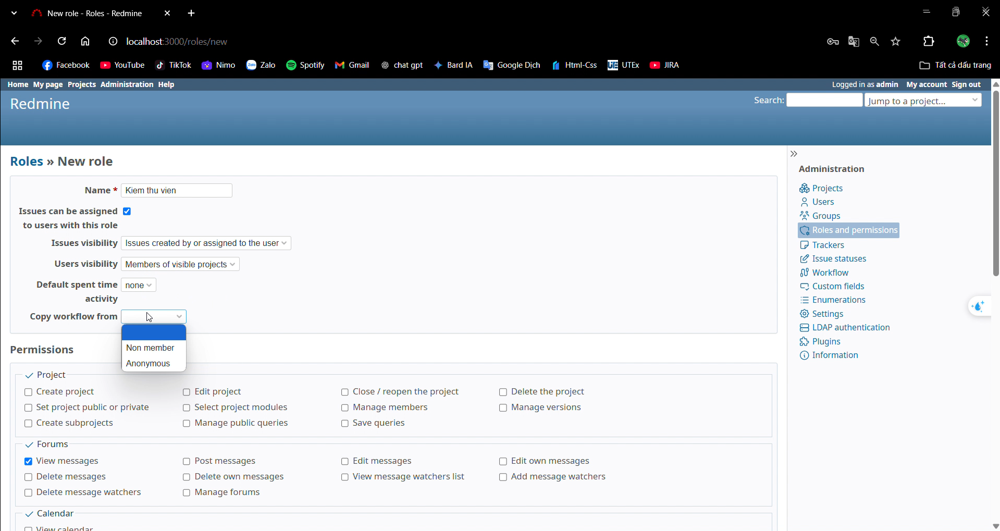 New role - Roles - Redmine
localhost:3000/roles/new
Facebook YouTube TikTok Nimo Zalo Spotify Gmail chat gpt Bard IA Google Dịch Html-Css UTEx JIRA Tất cả dấu trang
Home My page Projects Administration Help Logged in as admin My account Sign out
Redmine Search: Jump to a project...
Roles » New role
Name * Kiem thu vien
Issues can be assigned
to users with this role
Issues visibility Issues created by or assigned to the user
Users visibility Members of visible projects
Default spent time none
activity
Copy workflow from
Non member
Anonymous
Permissions
Project
Create project Edit project Close / reopen the project Delete the project
Set project public or private Select project modules Manage members Manage versions
Create subprojects Manage public queries Save queries
Forums
View messages Post messages Edit messages Edit own messages
Delete messages Delete own messages View message watchers list Add message watchers
Delete message watchers Manage forums
Calendar
View calendar
Administration
Projects
Users
Groups
Roles and permissions
Trackers
Issue statuses
Workflow
Custom fields
Enumerations
Settings
LDAP authentication
Plugins
Information